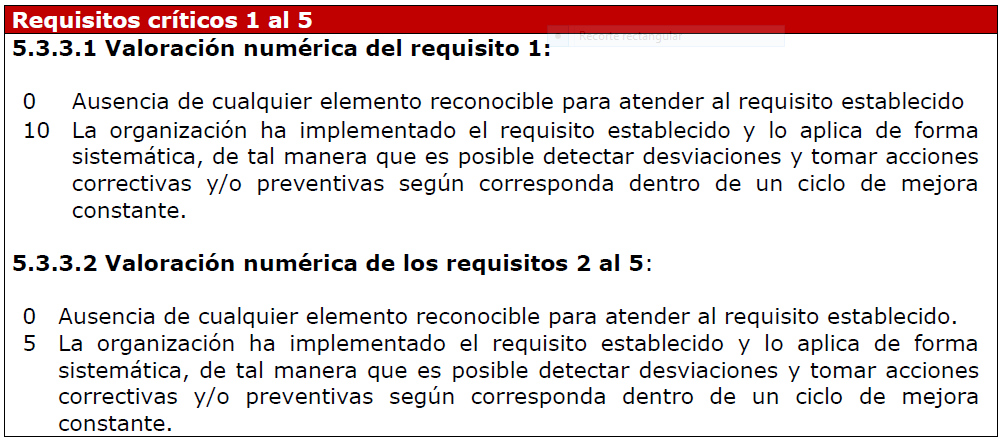 Requisitos críticos 1 al 5
Recorte rectangular
5.3.3.1 Valoración numérica del requisito 1:
0 Ausencia de cualquier elemento reconocible para atender al requisito establecido
10 La organización ha implementado el requisito establecido y lo aplica de forma
sistemática, de tal manera que es posible detectar desviaciones y tomar acciones
correctivas y/o preventivas según corresponda dentro de un ciclo de mejora
constante.
5.3.3.2 Valoración numérica de los requisitos 2 al 5:
0 Ausencia de cualquier elemento reconocible para atender al requisito establecido.
5 La organización ha implementado el requisito establecido y lo aplica de forma
sistemática, de tal manera que es posible detectar desviaciones y tomar acciones
correctivas y/o preventivas según corresponda dentro de un ciclo de mejora
constante.